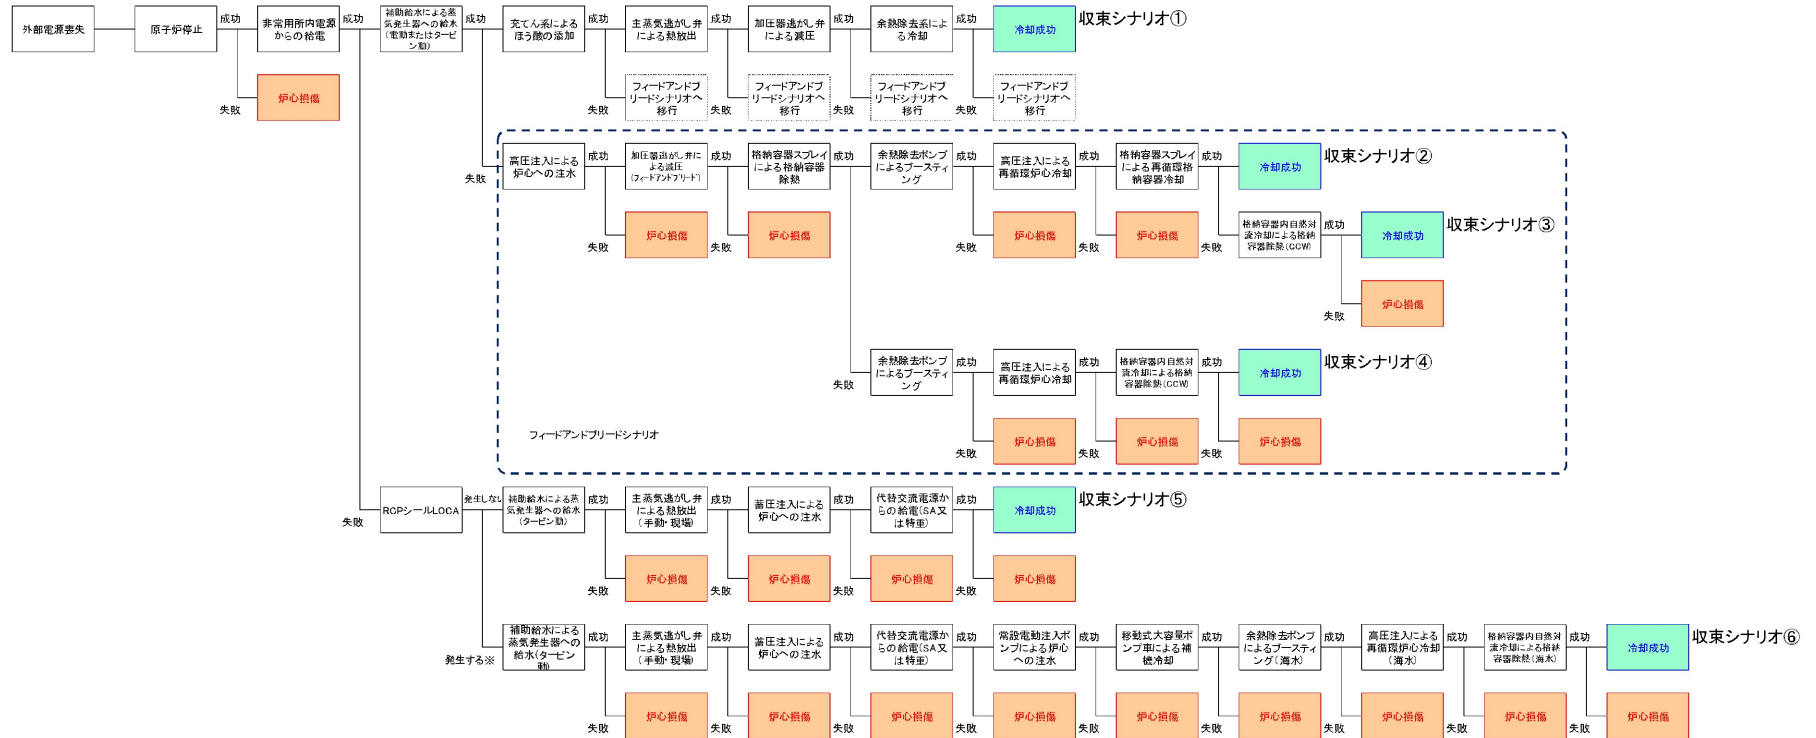 外部電源喪失
原子炉停止
成功
非常用所内電源
からの給電
成功
補助給水による蒸
気発生器への給水
(電動またはタービ
ン動)
成功
充てん系による
ほう酸の添加
成功
主蒸気逃がし弁
による熱放出
成功
加圧器逃がし弁
による減圧
成功
余熱除去系によ
る冷却
成功
冷却成功
収束シナリオ①
失敗
炉心損傷
失敗
フィードアンドブ
リードシナリオへ
移行
失敗
フィードアンドブ
リードシナリオへ
移行
失敗
フィードアンドブ
リードシナリオへ
移行
失敗
フィードアンドブ
リードシナリオへ
移行
失敗
高圧注入による
炉心への注水
成功
加圧器逃がし弁に
よる減圧
(フィードアンドブリード)
成功
格納容器スプレイ
による格納容器
除熱
成功
余熱除去ポンプ
によるブースティ
ング
成功
高圧注入による
再循環炉心冷却
成功
格納容器スプレイ
による再循環格
納容器冷却
成功
冷却成功
収束シナリオ②
失敗
炉心損傷
失敗
炉心損傷
失敗
炉心損傷
失敗
炉心損傷
失敗
格納容器内自然対
流冷却による格納
容器除熱(CCW)
成功
冷却成功
収束シナリオ③
失敗
炉心損傷
失敗
余熱除去ポンプ
によるブースティ
ング
成功
高圧注入による
再循環炉心冷却
成功
格納容器内自然対
流冷却による格納
容器除熱(CCW)
成功
冷却成功
収束シナリオ④
失敗
炉心損傷
失敗
炉心損傷
失敗
炉心損傷
フィードアンドブリードシナリオ
失敗
RCPシールLOCA
発生しない
補助給水による蒸
気発生器への給水
(タービン動)
成功
主蒸気逃がし弁
による熱放出
(手動・現場)
成功
蓄圧注入による
炉心への注水
成功
代替交流電源か
らの給電(SA又
は特重)
成功
冷却成功
収束シナリオ⑤
失敗
炉心損傷
失敗
炉心損傷
失敗
炉心損傷
失敗
炉心損傷
発生する※
補助給水による
蒸気発生器への
給水(タービン
動)
成功
主蒸気逃がし弁
による熱放出
(手動・現場)
成功
蓄圧注入による
炉心への注水
成功
代替交流電源か
らの給電(SA又
は特重)
成功
常設電動注入ポ
ンプによる炉心
への注水
成功
移動式大容量ポ
ンプ車による補
機冷却
成功
余熱除去ポンプ
によるブースティ
ング(海水)
成功
高圧注入による
再循環炉心冷却
(海水)
成功
格納容器内自然対
流冷却による格納
容器除熱(海水)
成功
冷却成功
収束シナリオ⑥
失敗
炉心損傷
失敗
炉心損傷
失敗
炉心損傷
失敗
炉心損傷
失敗
炉心損傷
失敗
炉心損傷
失敗
炉心損傷
失敗
炉心損傷
失敗
炉心損傷